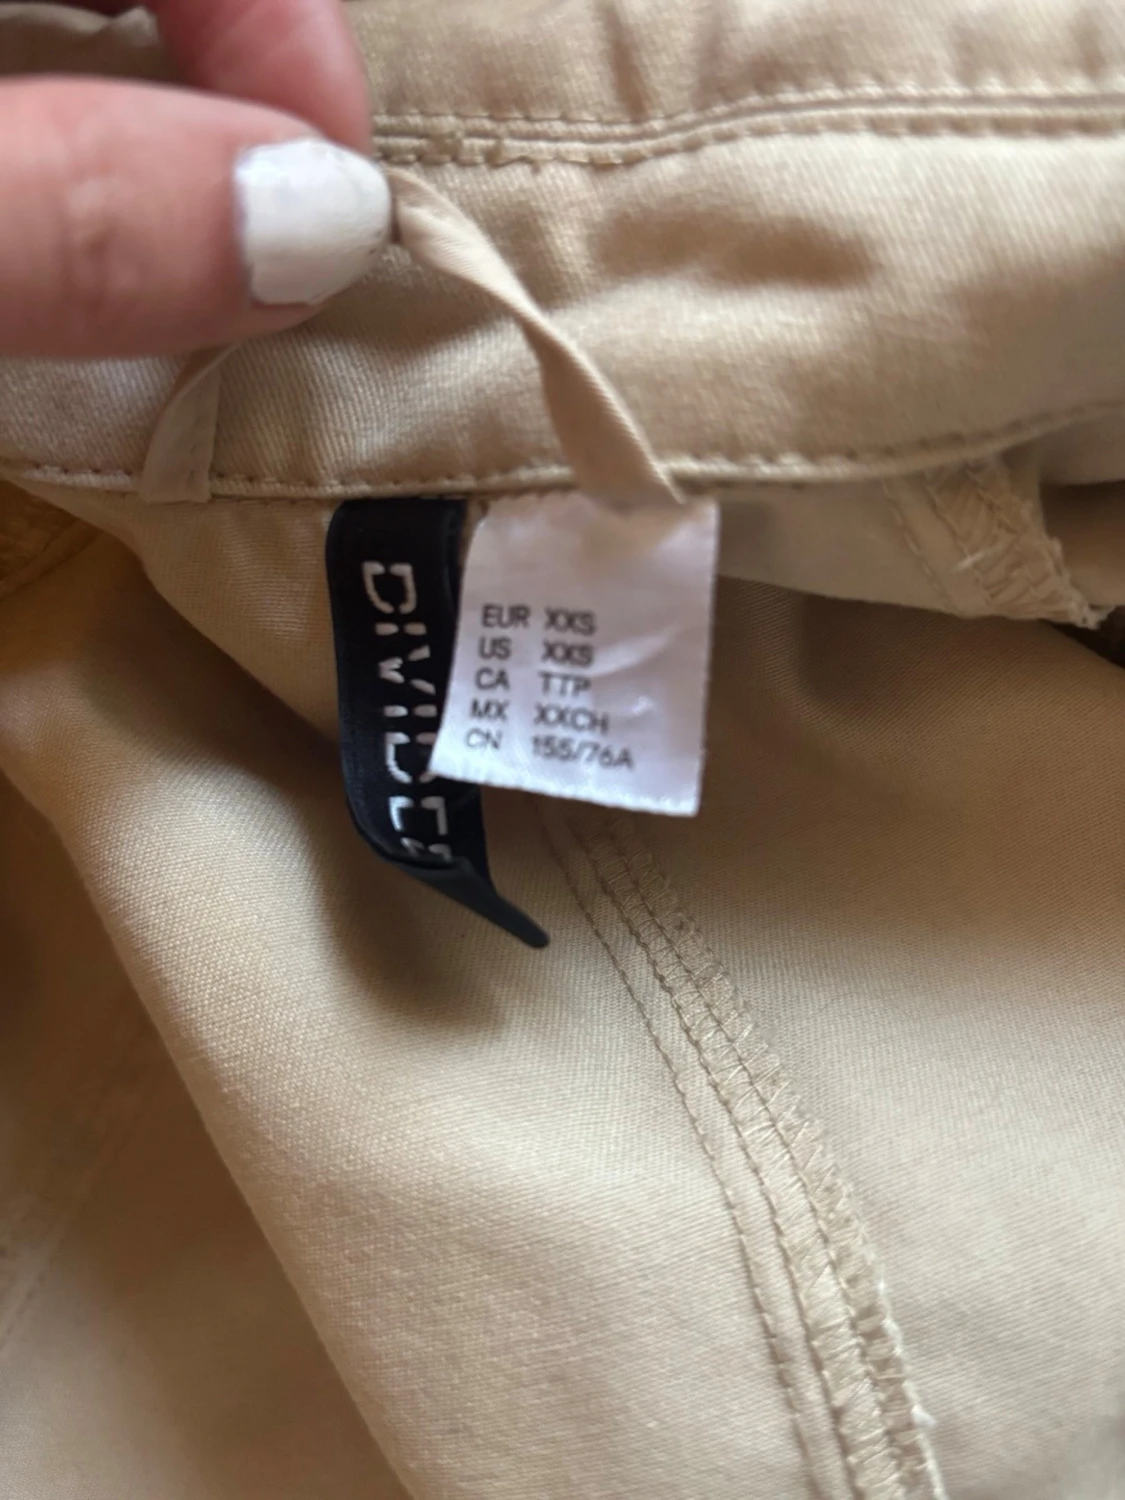 DIVIDED
EUR XXS
US XXS
CA TTP
MX XXCH
CN 155/76A